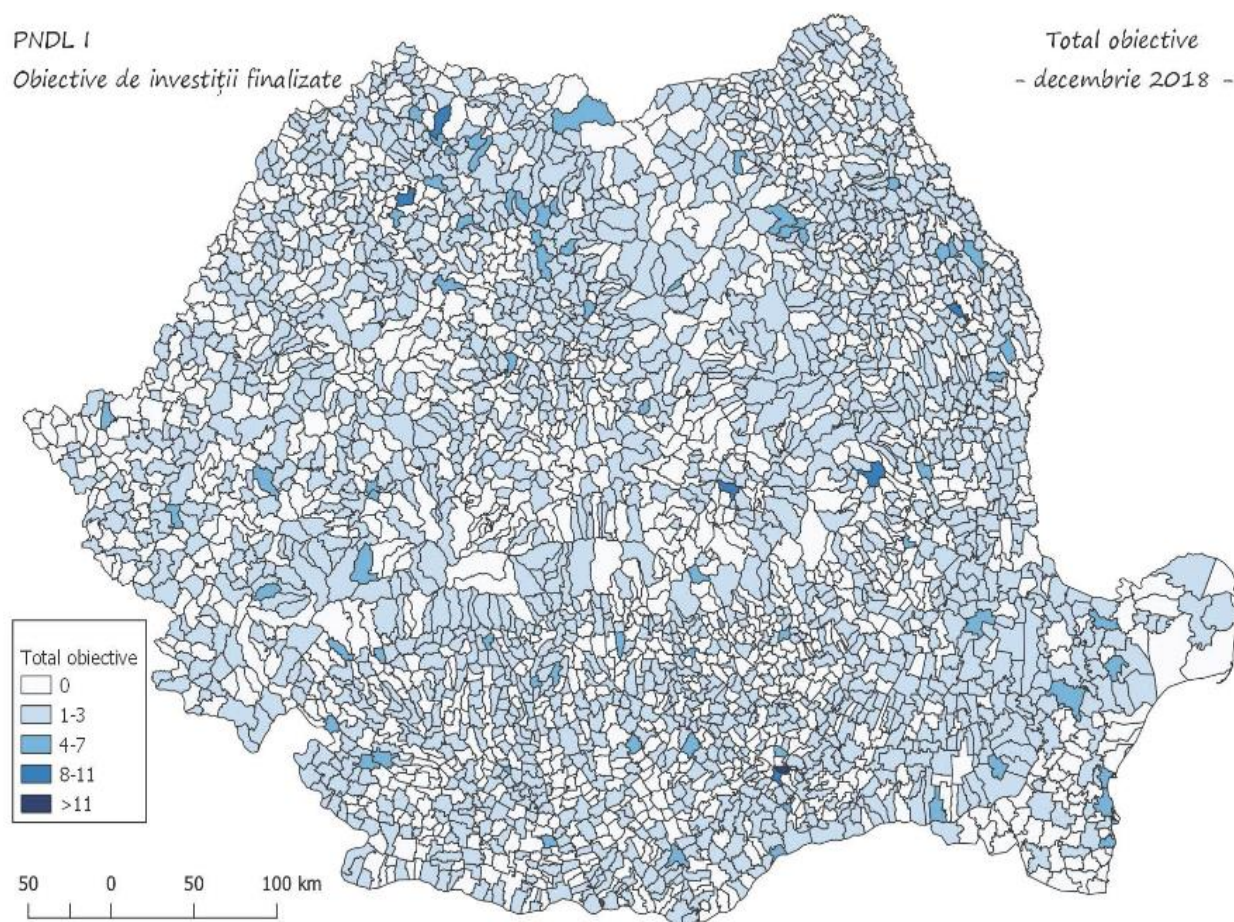 PNDL I
Obiective de investiții finalizate
Total obiective
- decembrie 2018 -
Total obiective
0
1-3
4-7
8-11
>11
50 0 50 100 km